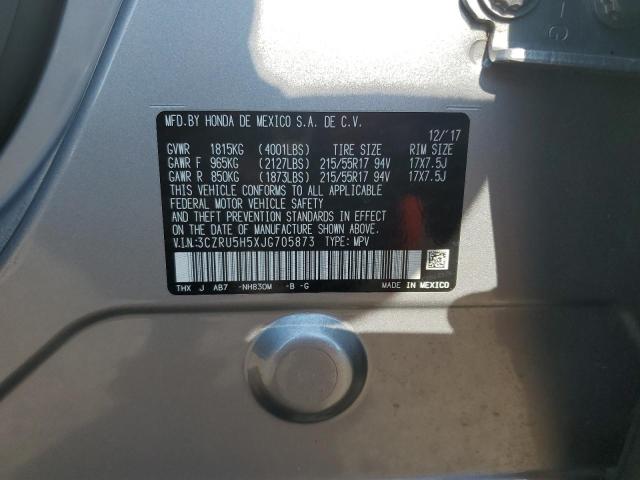 MFD.BY HONDA DE MEXICO S.A. DE C.V.
12/'17
GVWR 1815KG (4001LBS) TIRE SIZE RIM SIZE
GAWR F 965KG (2127LBS) 215/55R17 94V 17X7.5J
GAWR R 850KG (1873LBS) 215/55R17 94V 17X7.5J
THIS VEHICLE CONFORMS TO ALL APPLICABLE
FEDERAL MOTOR VEHICLE SAFETY, BUMPER,
AND THEFT PREVENTION STANDARDS IN EFFECT
ON THE DATE OF MANUFACTURE SHOWN ABOVE.
V.I.N.:3CZRU5H5XJG705873 TYPE: MPV
THX J AB7 -NH830M -B -G MADE IN MEXICO